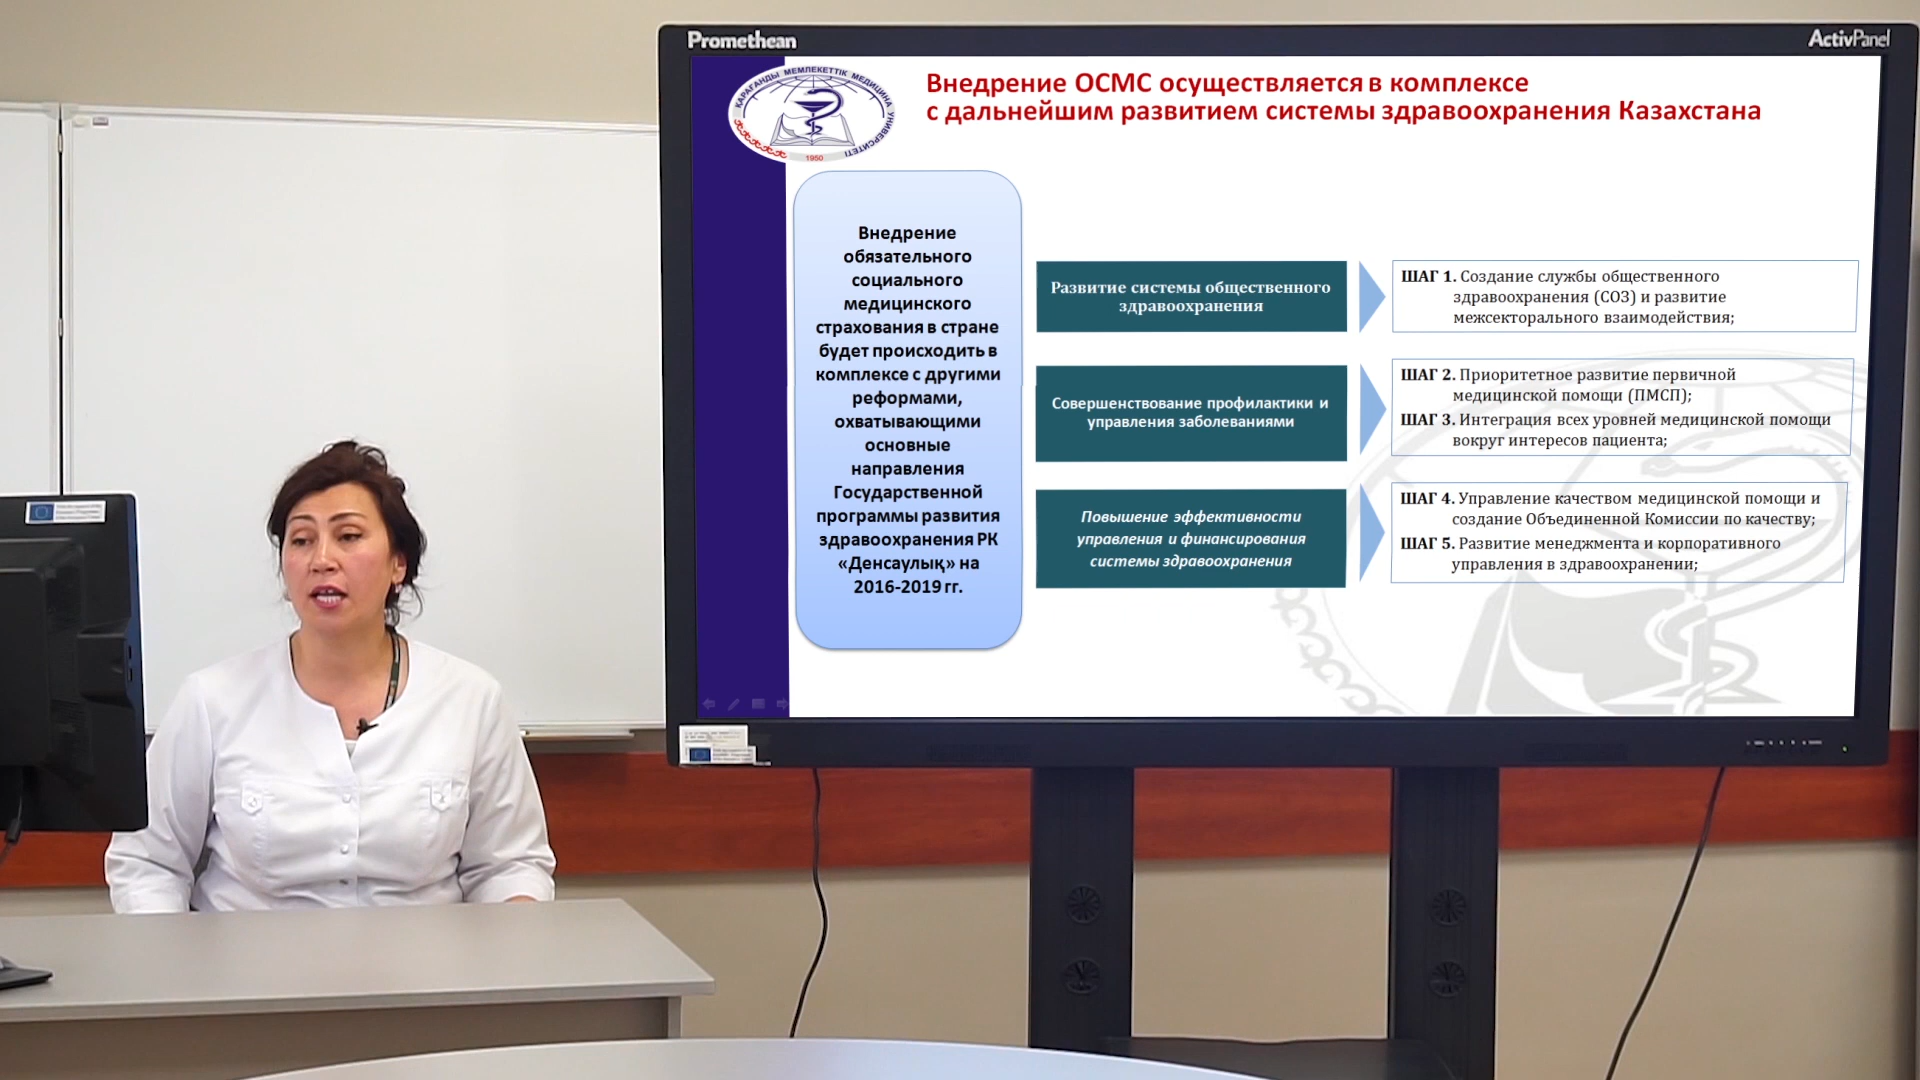 Promethean
ActivPanel
ҚАРАҒАНДЫ МЕМЛЕКЕТТІК МЕДИЦИНА УНИВЕРСИТЕТІ
1950
Внедрение ОСМС осуществляется в комплексе
с дальнейшим развитием системы здравоохранения Казахстана
Внедрение
обязательного
социального
медицинского
страхования в стране
будет происходить в
комплексе с другими
реформами,
охватывающими
основные
направления
Государственной
программы развития
здравоохранения РК
«Денсаулық» на
2016-2019 гг.
Развитие системы общественного
здравоохранения
ШАГ 1. Создание службы общественного
здравоохранения (СОЗ) и развитие
межсекторального взаимодействия;
Совершенствование профилактики и
управления заболеваниями
ШАГ 2. Приоритетное развитие первичной
медицинской помощи (ПМСП);
ШАГ 3. Интеграция всех уровней медицинской помощи
вокруг интересов пациента;
Повышение эффективности
управления и финансирования
системы здравоохранения
ШАГ 4. Управление качеством медицинской помощи и
создание Объединенной Комиссии по качеству;
ШАГ 5. Развитие менеджмента и корпоративного
управления в здравоохранении;